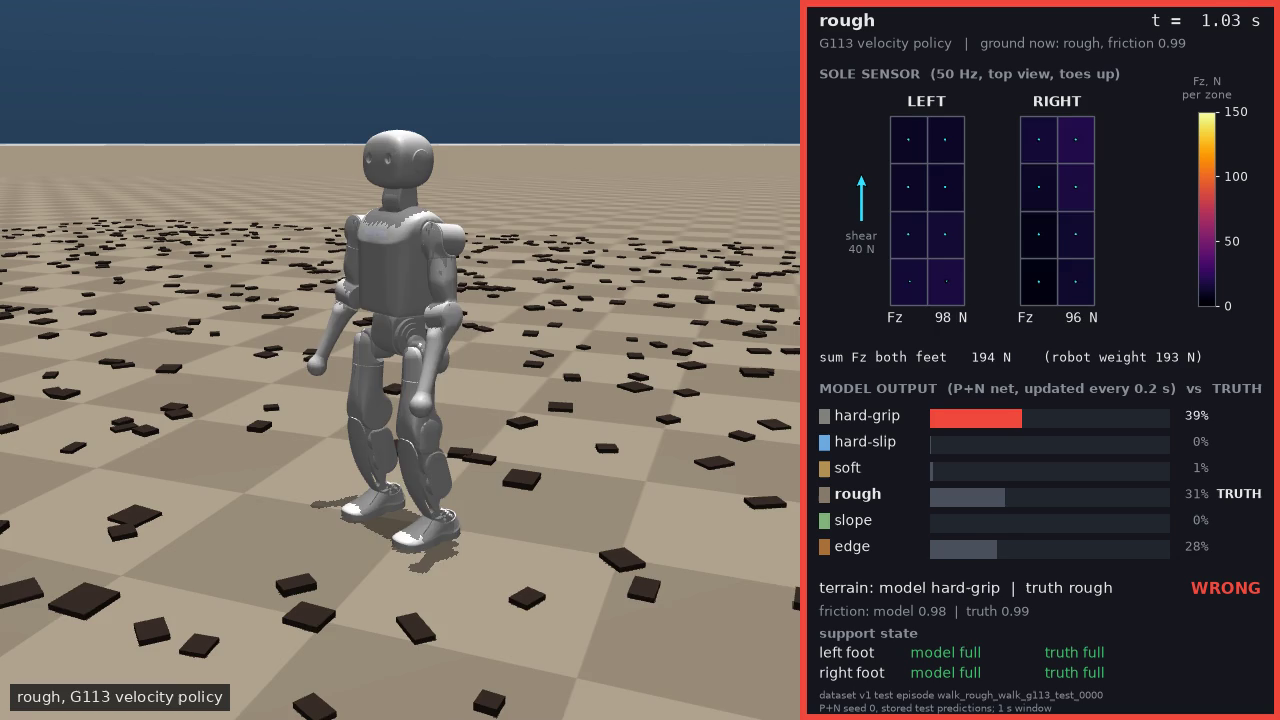 rough
t =  1.03 s
G113 velocity policy  |  ground now: rough, friction 0.99
SOLE SENSOR (50 Hz, top view, toes up)
Fz, N
per zone
LEFT
RIGHT
150
100
50
0
shear
40 N
Fz 98 N
Fz 96 N
sum Fz both feet  194 N  (robot weight 193 N)
MODEL OUTPUT (P+N net, updated every 0.2 s) vs TRUTH
hard-grip 39%
hard-slip 0%
soft 1%
rough 31% TRUTH
slope 0%
edge 28%
terrain: model hard-grip | truth rough WRONG
friction: model 0.98 | truth 0.99
support state
left foot model full truth full
right foot model full truth full
dataset v1 test episode walk_rough_walk_g113_test_0000
P+N seed 0, stored test predictions; 1 s window
rough, G113 velocity policy